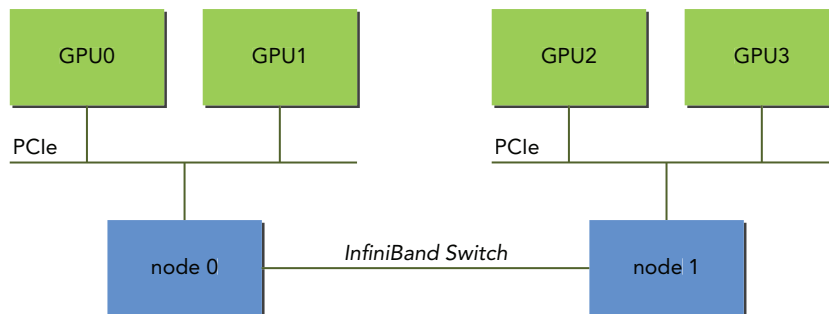 GPU0
GPU1
GPU2
GPU3
PCIe
PCIe
node 0
InfiniBand Switch
node 1